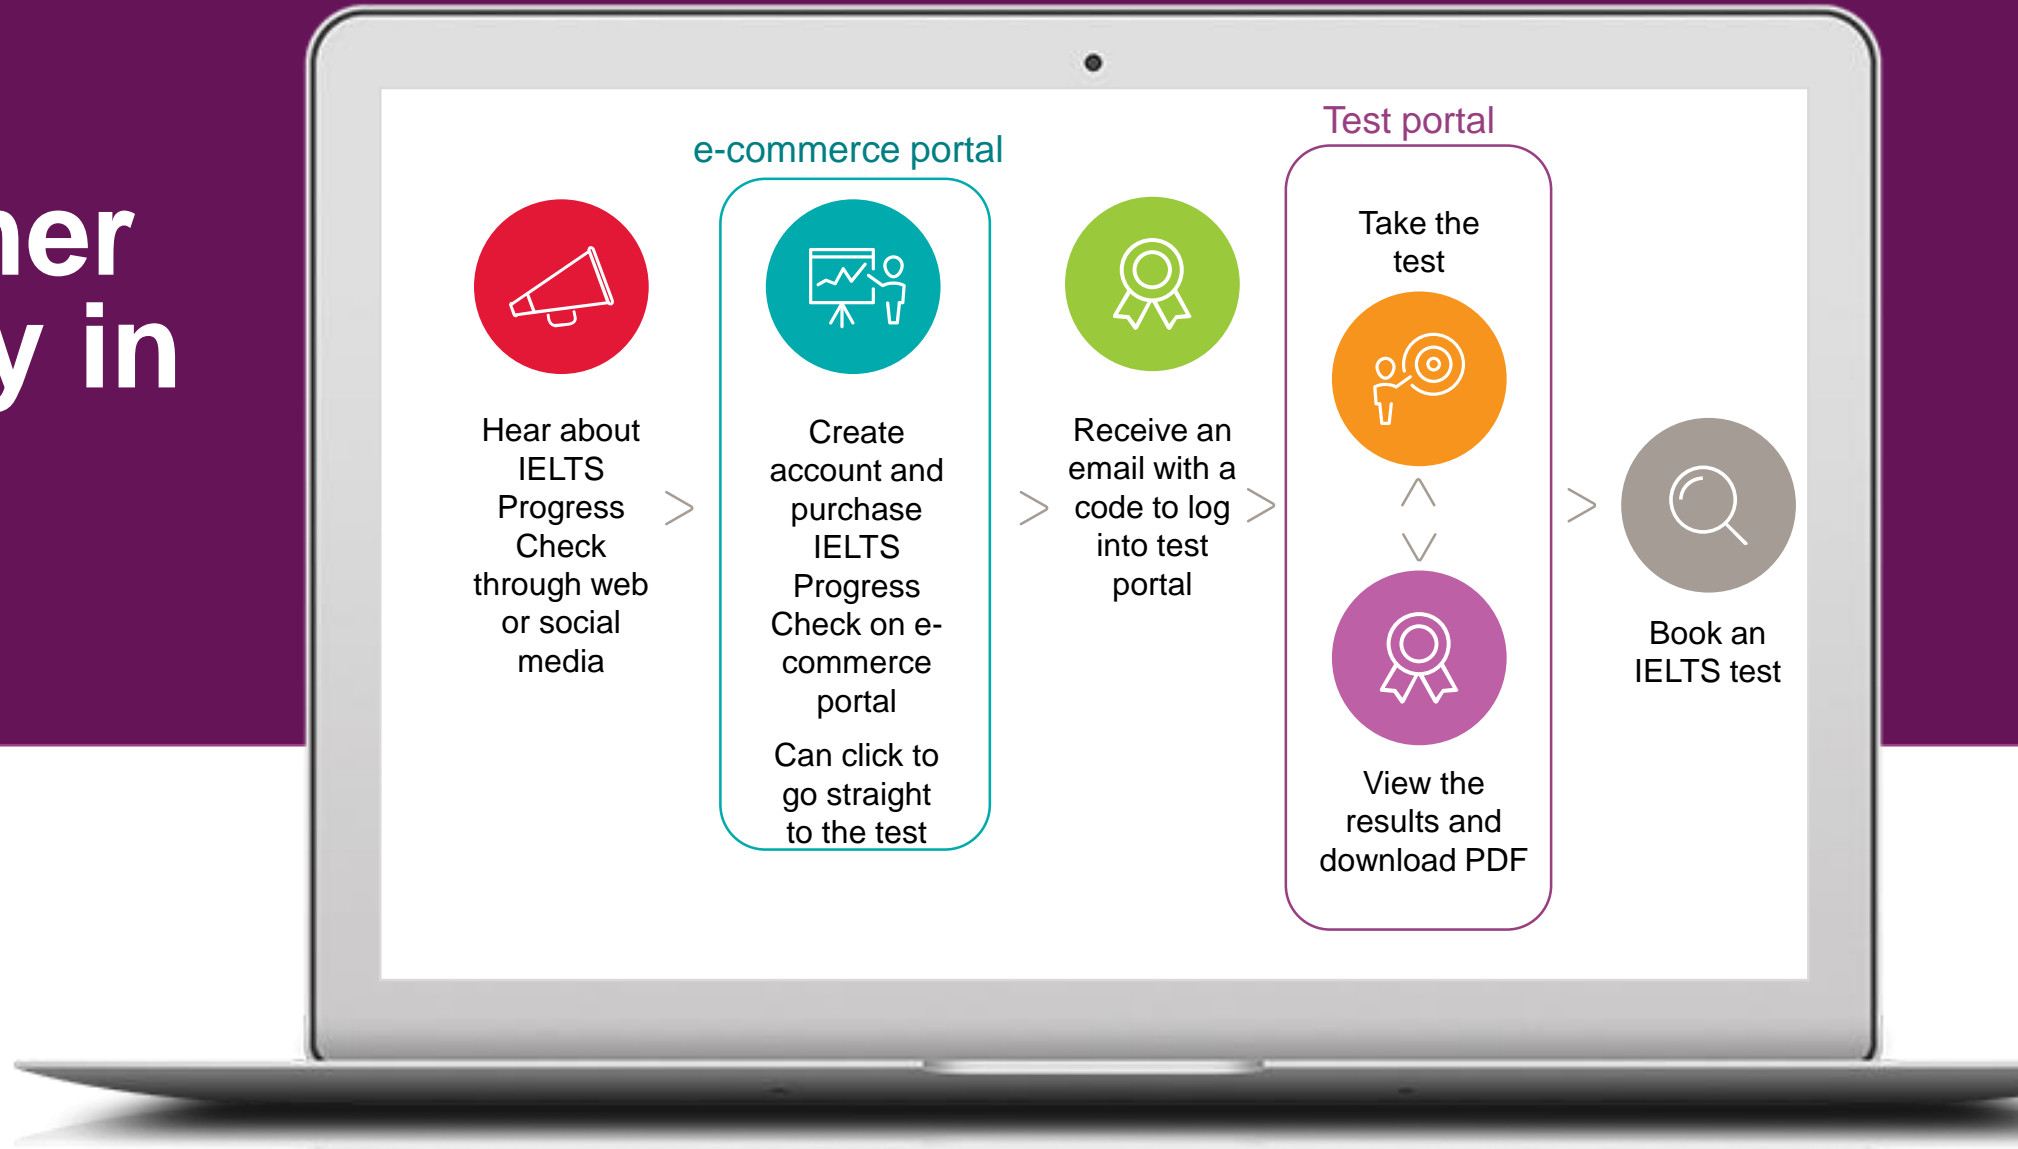 ner
y in
e-commerce portal
Test portal
Hear about
IELTS
Progress
Check
through web
or social
media
Create
account and
purchase
IELTS
Progress
Check on e-
commerce
portal
Can click to
go straight
to the test
Receive an
email with a
code to log
into test
portal
Take the
test
View the
results and
download PDF
Book an
IELTS test